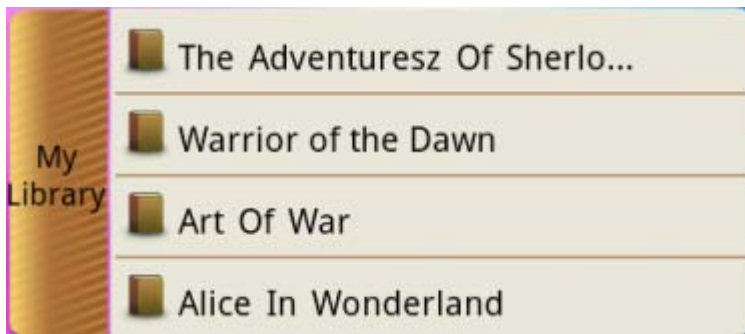 My
Library
The Adventuresz Of Sherlo...
Warrior of the Dawn
Art Of War
Alice In Wonderland